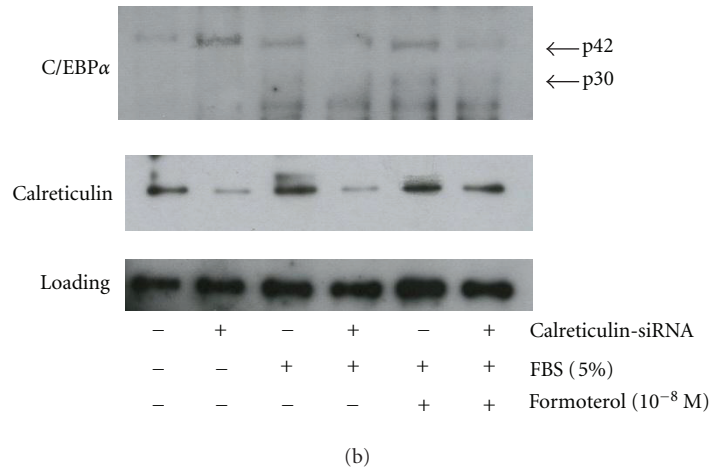 C/EBPα
←p42
←p30
Calreticulin
Loading
− + − + − + Calreticulin-siRNA
− − + + + + FBS (5%)
− − − − + + Formoterol (10⁻⁸ M)
(b)